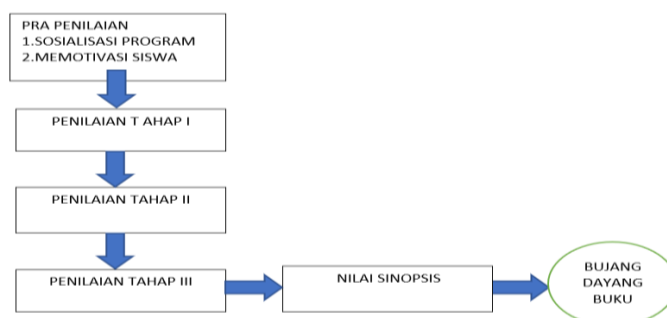 PRA PENILAIAN
1.SOSIALISASI PROGRAM
2.MEMOTIVASI SISWA
PENILAIAN T AHAP I
PENILAIAN TAHAP II
PENILAIAN TAHAP III
NILAI SINOPSIS
BUJANG
DAYANG
BUKU